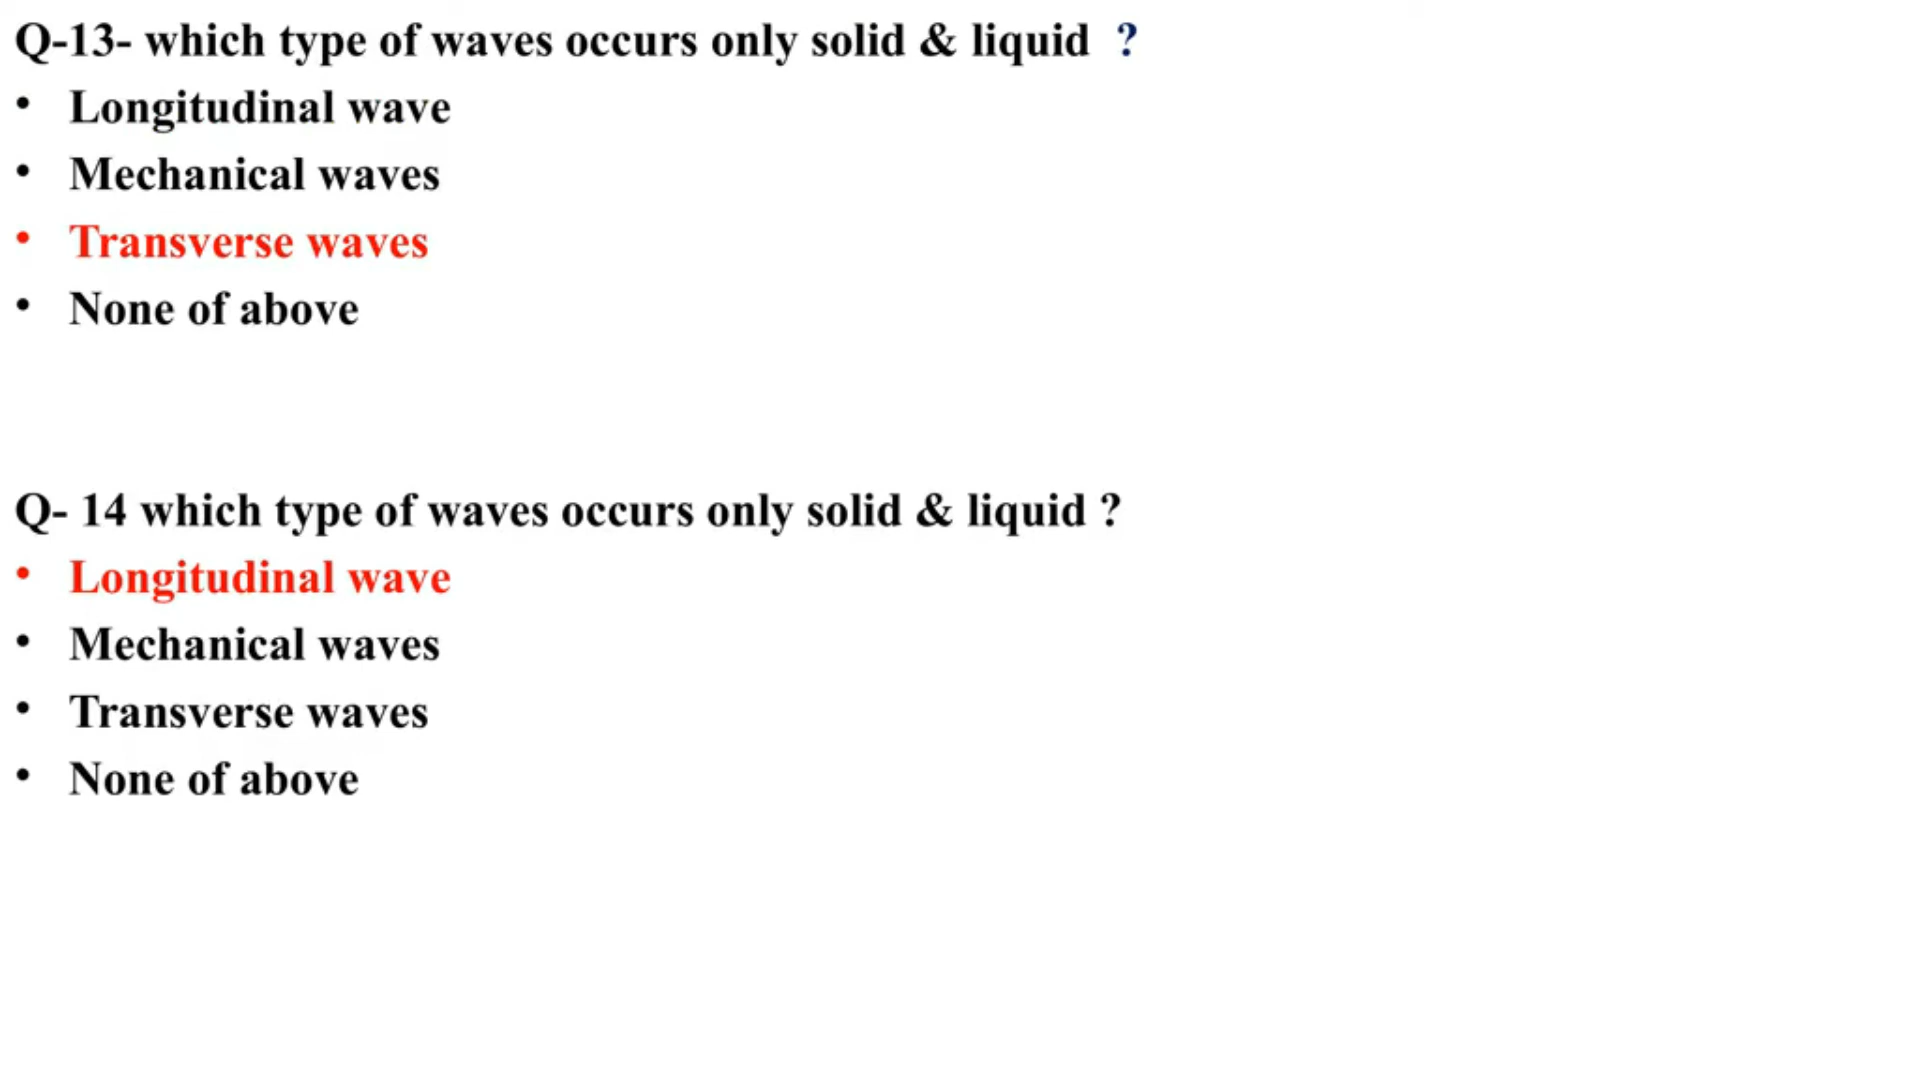 Q-13- which type of waves occurs only solid & liquid ?
• Longitudinal wave
• Mechanical waves
• Transverse waves
• None of above
Q- 14 which type of waves occurs only solid & liquid ?
• Longitudinal wave
• Mechanical waves
• Transverse waves
• None of above